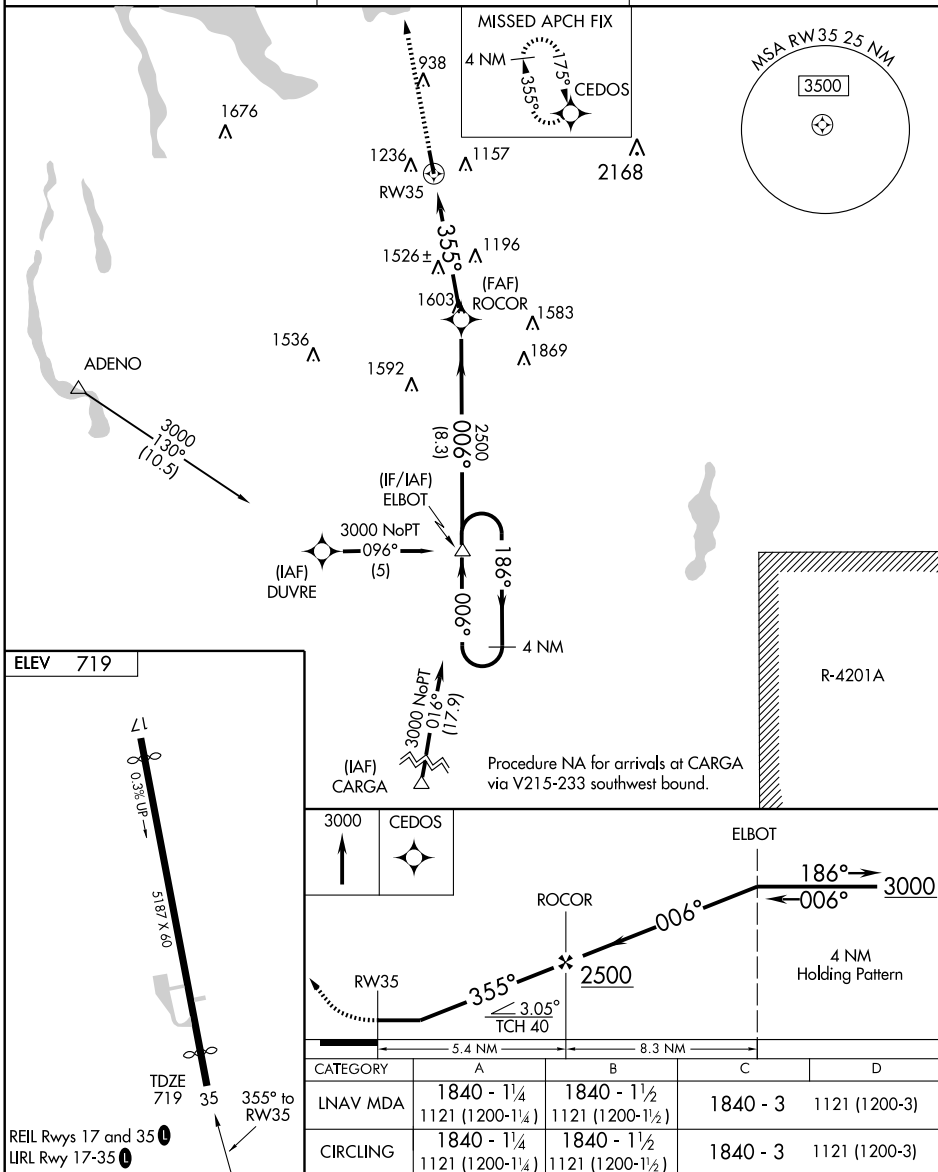 MISSED APCH FIX
4 NM
355°
175°
CEDOS
MSA RW35 25 NM
3500
938
1676
1236
1157
2168
RW35
355°
1526 ±
1196
(FAF)
ROCOR
1603
1583
1536
1869
1592
ADENO
3000
130°
(10.5)
2500
006°
(8.3)
(IF/IAF)
ELBOT
3000 NoPT
096°
(5)
(IAF)
DUVRE
186°
006°
4 NM
3000 NoPT
016°
(17.9)
(IAF)
CARGA
Procedure NA for arrivals at CARGA
via V215-233 southwest bound.
R-4201A
ELEV 719
17
0.3% UP
5187 X 60
TDZE
719
35
355° to
RW35
REIL Rwys 17 and 35 L
LIRL Rwy 17-35 L
3000
CEDOS
ELBOT
186°
3000
006°
ROCOR
006°
4 NM
Holding Pattern
2500
RW35
355°
3.05°
TCH 40
5.4 NM
8.3 NM
CATEGORY A B C D
LNAV MDA 1840 - 1¼ 1840 - 1½ 1840 - 3 1121 (1200-3)
1121 (1200-1¼) 1121 (1200-1½)
CIRCLING 1840 - 1¼ 1840 - 1½ 1840 - 3 1121 (1200-3)
1121 (1200-1¼) 1121 (1200-1½)